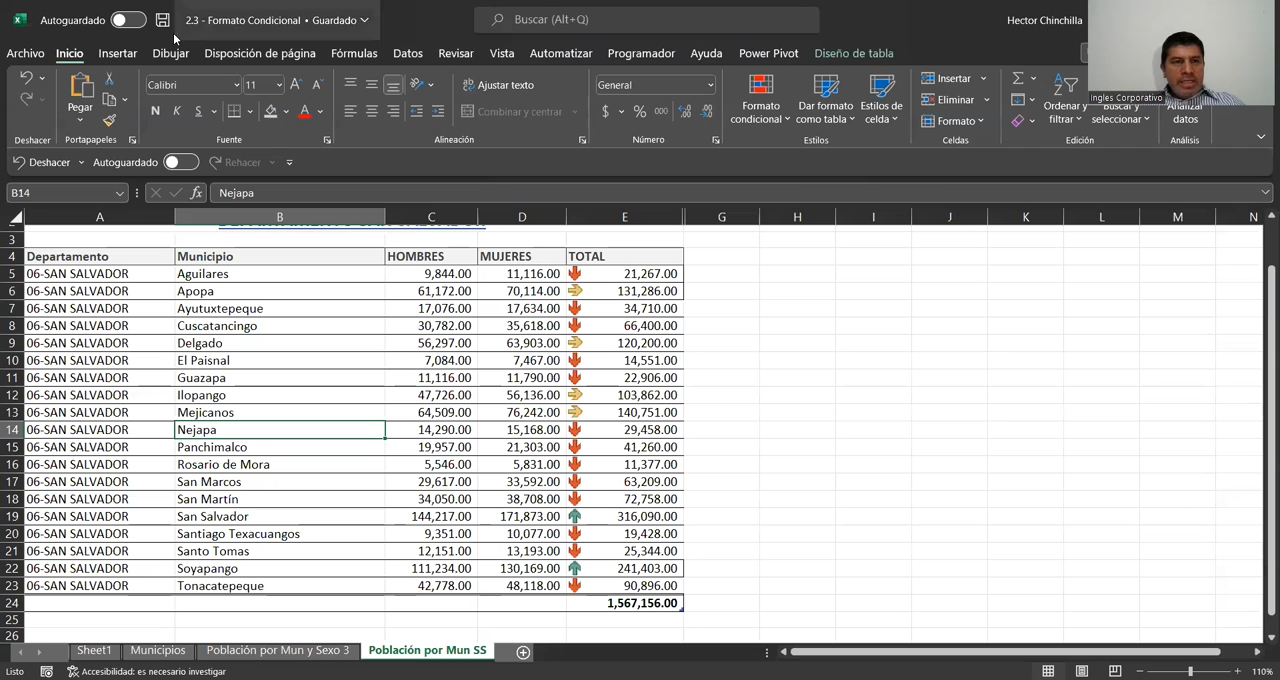 Autoguardado
2.3 - Formato Condicional • Guardado
Buscar (Alt+Q)
Hector Chinchilla
Archivo Inicio Insertar Dibujar Disposición de página Fórmulas Datos Revisar Vista Automatizar Programador Ayuda Power Pivot Diseño de tabla
Ingles Corporativo
Pegar
Calibri 11
N K S
Ajustar texto
Combinar y centrar
General
$ % 000
Formato condicional
Dar formato como tabla
Estilos de celda
Insertar
Eliminar
Formato
Ordenar y filtrar
Buscar y seleccionar
Analizar datos
Deshacer Portapapeles Fuente Alineación Número Estilos Celdas Edición Análisis
Deshacer Autoguardado Rehacer
B14 fx Nejapa
A B C D E G H I J K L M N
3
4 Departamento Municipio HOMBRES MUJERES TOTAL
5 06-SAN SALVADOR Aguilares 9,844.00 11,116.00 21,267.00
6 06-SAN SALVADOR Apopa 61,172.00 70,114.00 131,286.00
7 06-SAN SALVADOR Ayutuxtepeque 17,076.00 17,634.00 34,710.00
8 06-SAN SALVADOR Cuscatancingo 30,782.00 35,618.00 66,400.00
9 06-SAN SALVADOR Delgado 56,297.00 63,903.00 120,200.00
10 06-SAN SALVADOR El Paisnal 7,084.00 7,467.00 14,551.00
11 06-SAN SALVADOR Guazapa 11,116.00 11,790.00 22,906.00
12 06-SAN SALVADOR Ilopango 47,726.00 56,136.00 103,862.00
13 06-SAN SALVADOR Mejicanos 64,509.00 76,242.00 140,751.00
14 06-SAN SALVADOR Nejapa 14,290.00 15,168.00 29,458.00
15 06-SAN SALVADOR Panchimalco 19,957.00 21,303.00 41,260.00
16 06-SAN SALVADOR Rosario de Mora 5,546.00 5,831.00 11,377.00
17 06-SAN SALVADOR San Marcos 29,617.00 33,592.00 63,209.00
18 06-SAN SALVADOR San Martín 34,050.00 38,708.00 72,758.00
19 06-SAN SALVADOR San Salvador 144,217.00 171,873.00 316,090.00
20 06-SAN SALVADOR Santiago Texacuangos 9,351.00 10,077.00 19,428.00
21 06-SAN SALVADOR Santo Tomas 12,151.00 13,193.00 25,344.00
22 06-SAN SALVADOR Soyapango 111,234.00 130,169.00 241,403.00
23 06-SAN SALVADOR Tonacatepeque 42,778.00 48,118.00 90,896.00
24 1,567,156.00
25
26
Sheet1 Municipios Población por Mun y Sexo 3 Población por Mun SS
Listo Accesibilidad: es necesario investigar 110%